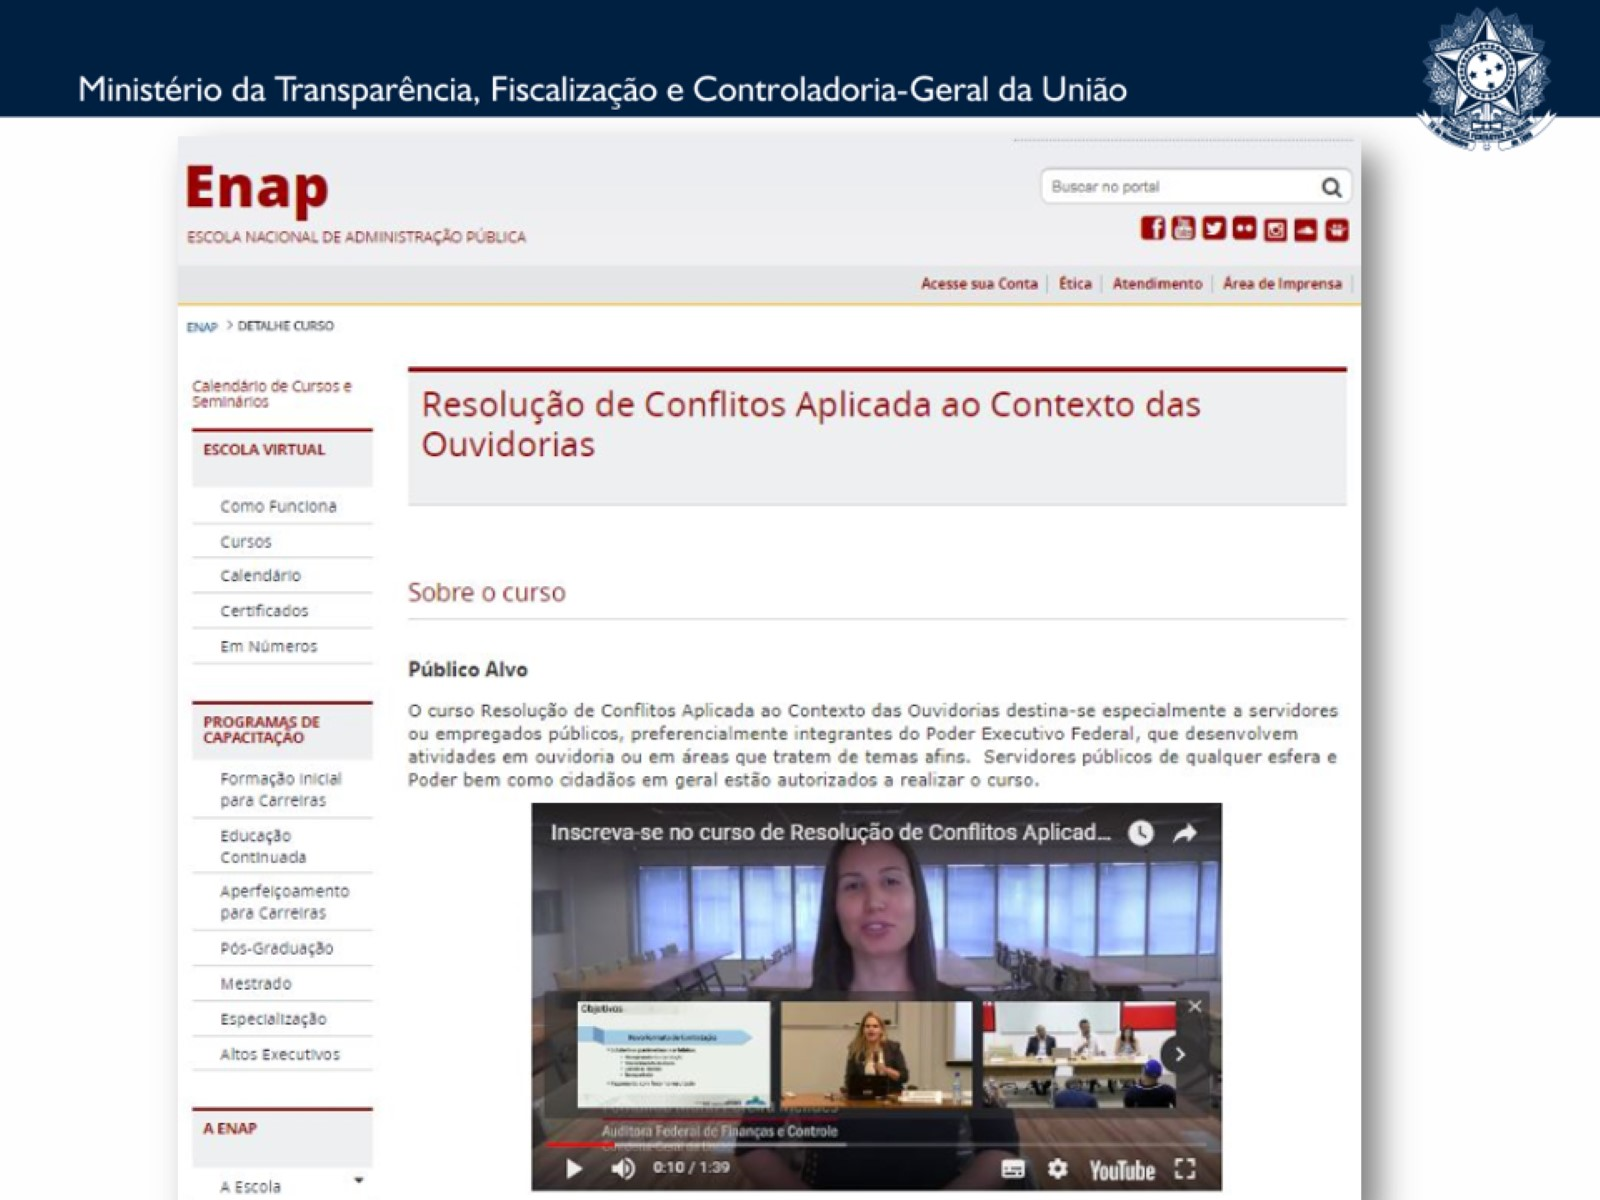 Ministério da Transparência, Fiscalização e Controladoria-Geral da União
Enap
ESCOLA NACIONAL DE ADMINISTRAÇÃO PÚBLICA
Buscar no portal
Acesse sua Conta
Ética
Atendimento
Área de Imprensa
ENAP > DETALHE CURSO
Calendário de Cursos e
Seminários
ESCOLA VIRTUAL
Como Funciona
Cursos
Calendário
Certificados
Em Números
PROGRAMAS DE
CAPACITAÇÃO
Formação Inicial
para Carreiras
Educação
Continuada
Aperfeiçoamento
para Carreiras
Pós-Graduação
Mestrado
Especialização
Altos Executivos
A ENAP
A Escola
Resolução de Conflitos Aplicada ao Contexto das
Ouvidorias
Sobre o curso
Público Alvo
O curso Resolução de Conflitos Aplicada ao Contexto das Ouvidorias destina-se especialmente a servidores
ou empregados públicos, preferencialmente integrantes do Poder Executivo Federal, que desenvolvem
atividades em ouvidoria ou em áreas que tratem de temas afins. Servidores públicos de qualquer esfera e
Poder bem como cidadãos em geral estão autorizados a realizar o curso.
Inscreva-se no curso de Resolução de Conflitos Aplicad...
Objetivos
Auditora Federal de Finanças e Controle
0:10 / 1:39
YouTube